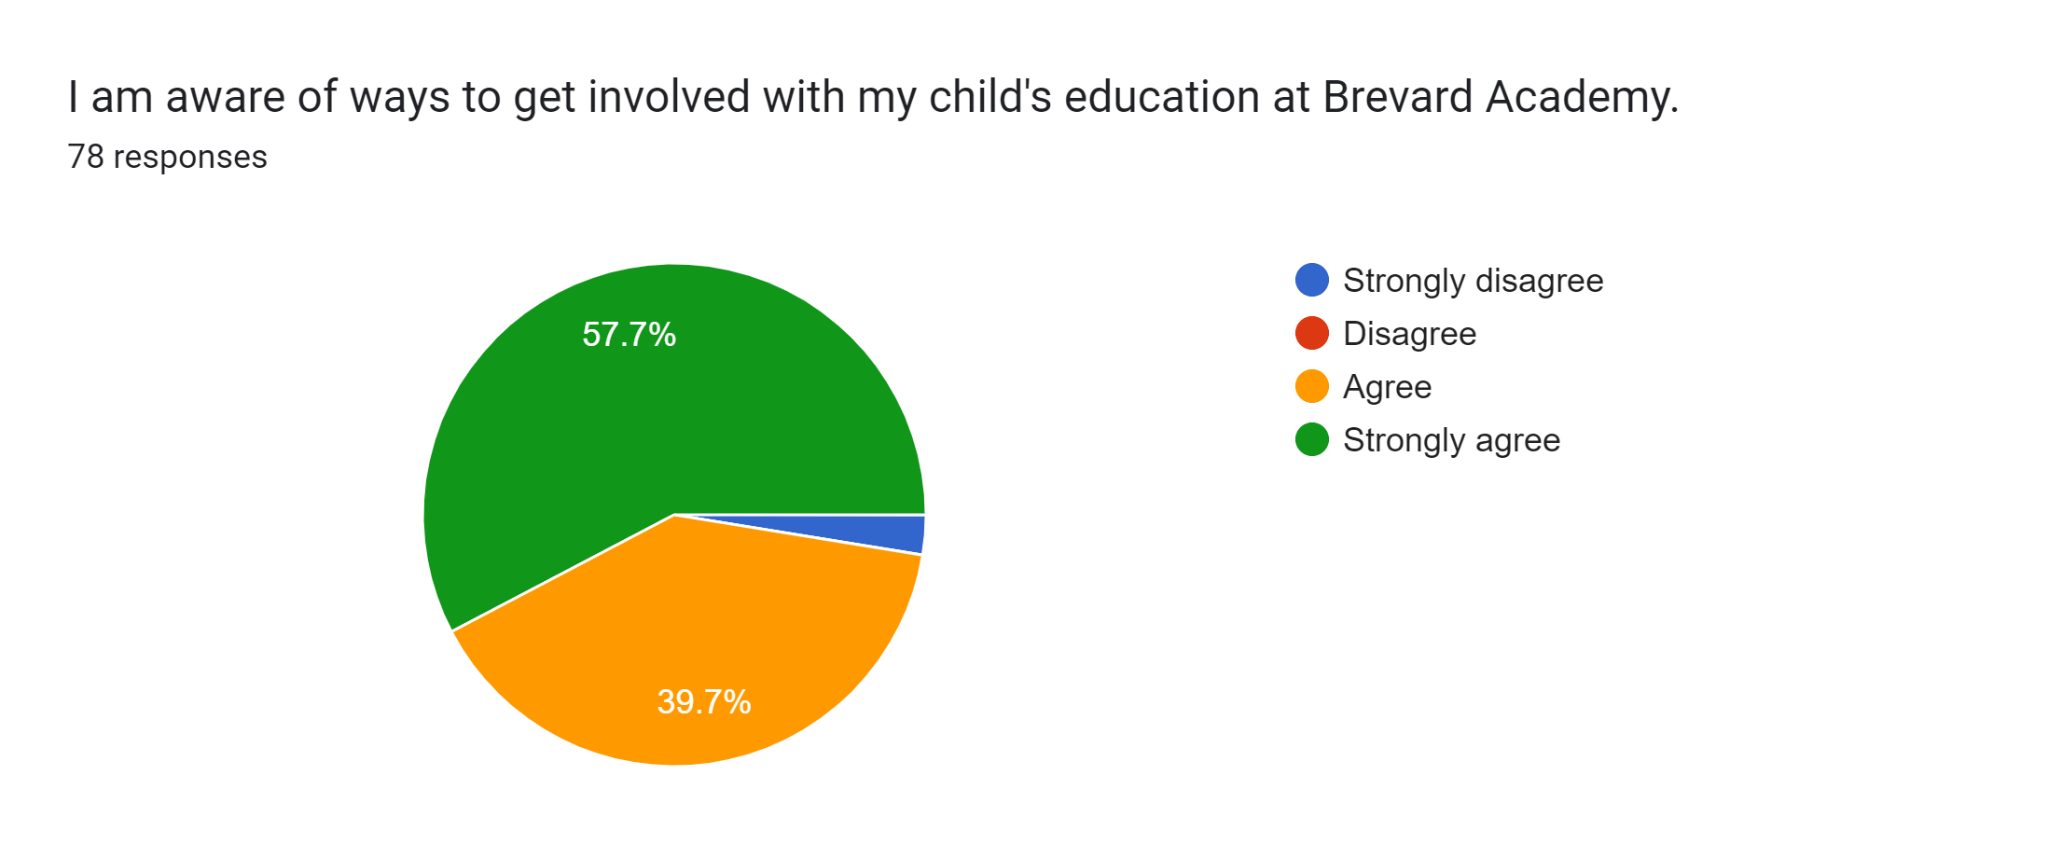 I am aware of ways to get involved with my child's education at Brevard Academy.
78 responses
57.7%
39.7%
Strongly disagree
Disagree
Agree
Strongly agree